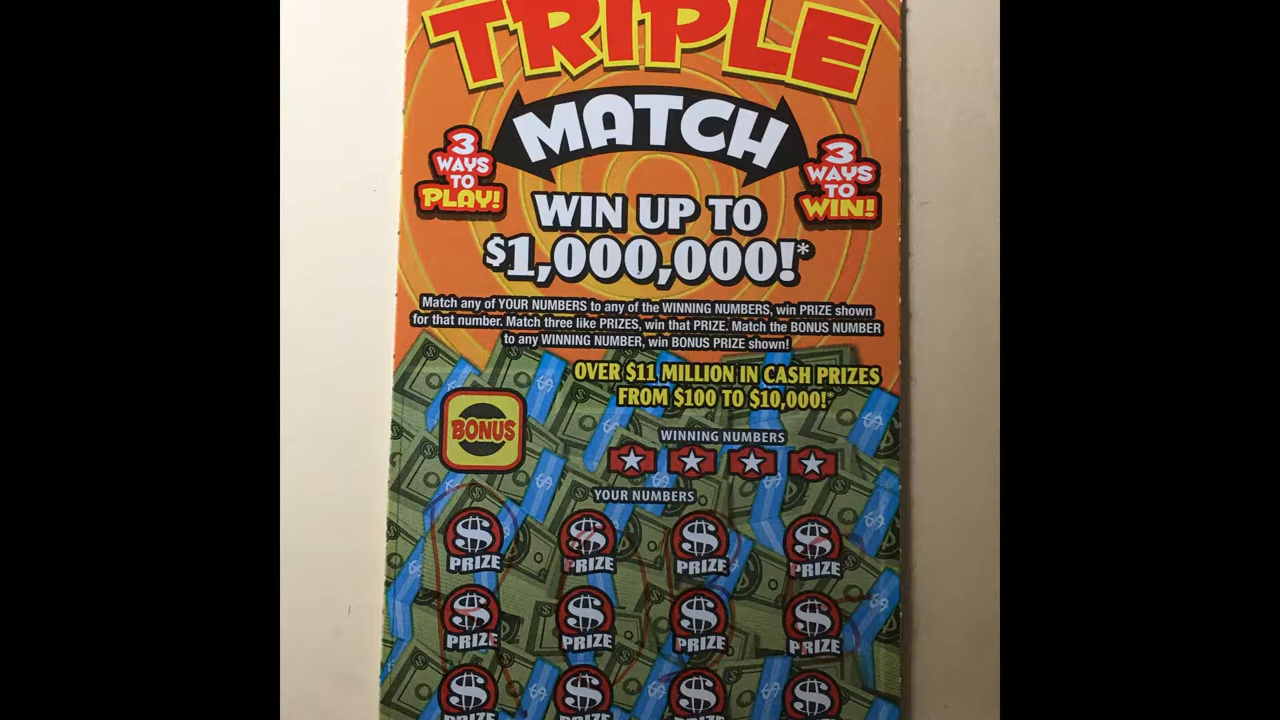 TRIPLE
MATCH
3 WAYS TO PLAY!
3 WAYS TO WIN!
WIN UP TO
$1,000,000!*
Match any of YOUR NUMBERS to any of the WINNING NUMBERS, win PRIZE shown
for that number. Match three like PRIZES, win that PRIZE. Match the BONUS NUMBER
to any WINNING NUMBER, win BONUS PRIZE shown!
OVER $11 MILLION IN CASH PRIZES
FROM $100 TO $10,000!*
BONUS
WINNING NUMBERS
YOUR NUMBERS
$ $ $ $
PRIZE PRIZE PRIZE PRIZE
$ $ $ $
PRIZE PRIZE PRIZE PRIZE
$ $ $ $
PRIZE PRIZE PRIZE PRIZE